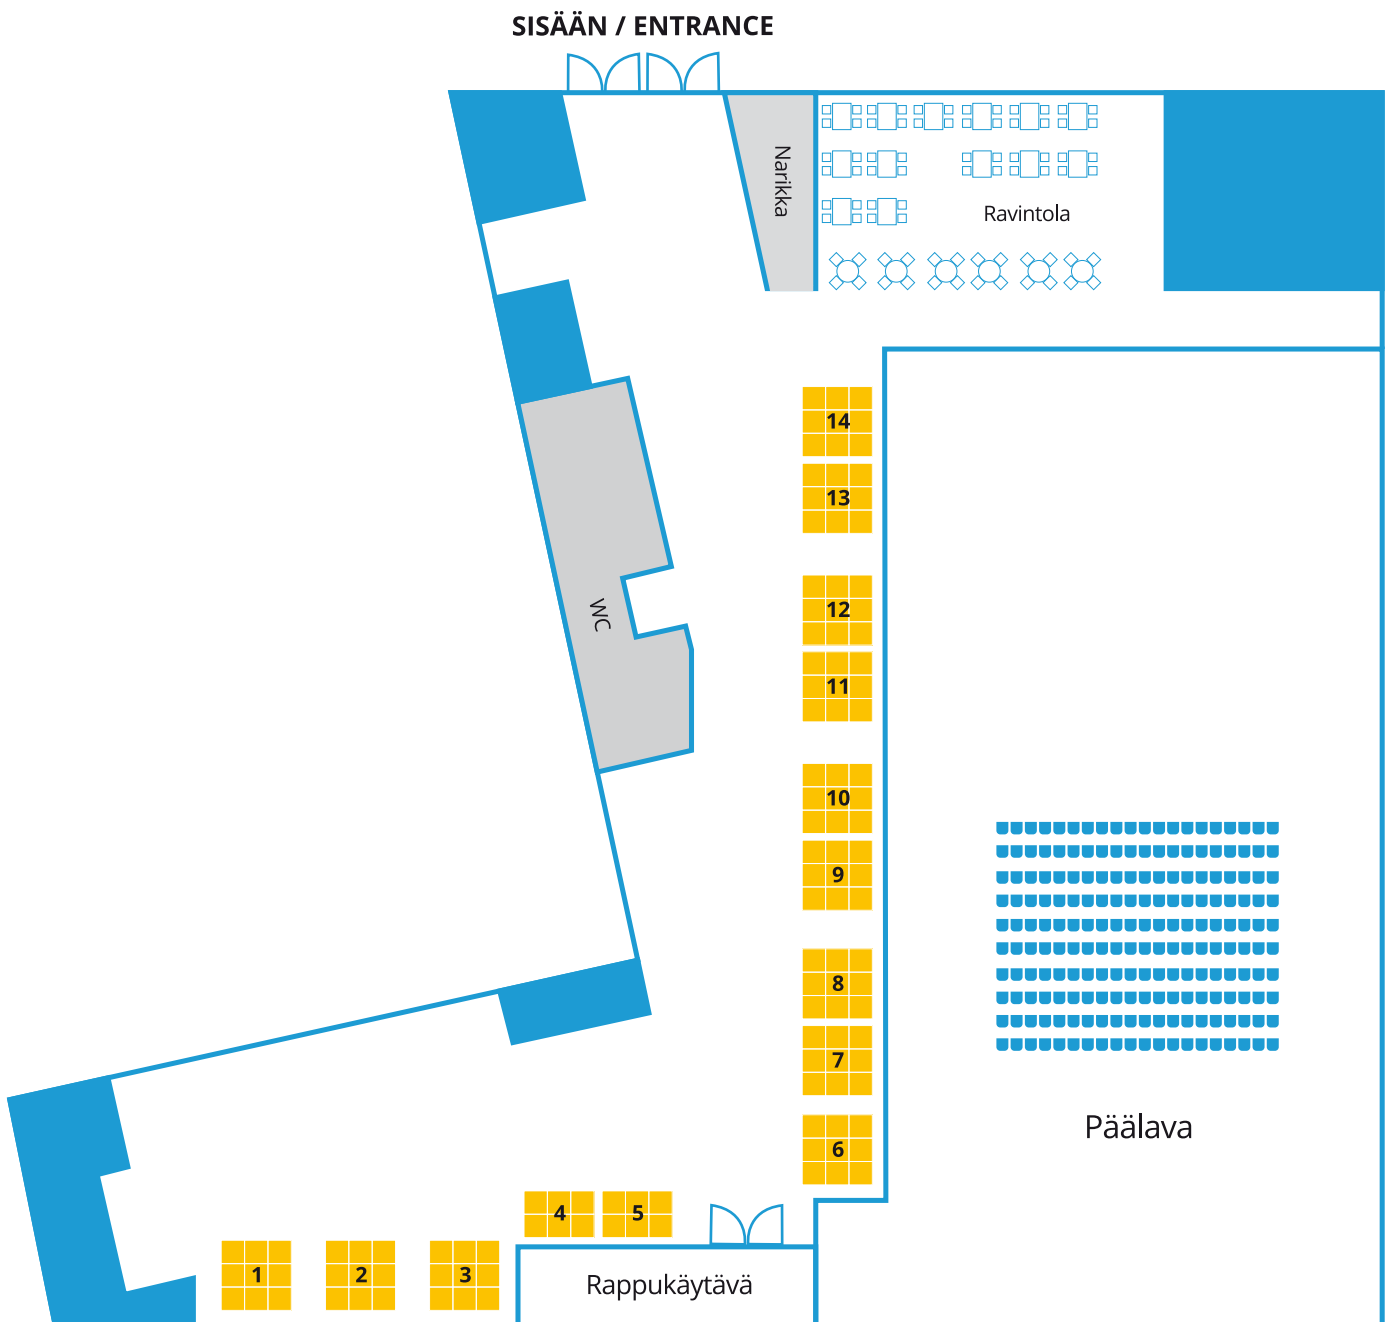 SISÄÄN / ENTRANCE
Narikka
Ravintola
14
13
12
WC
11
10
9
8
7
Päälava
6
4
5
1
2
3
Rappukäytävä